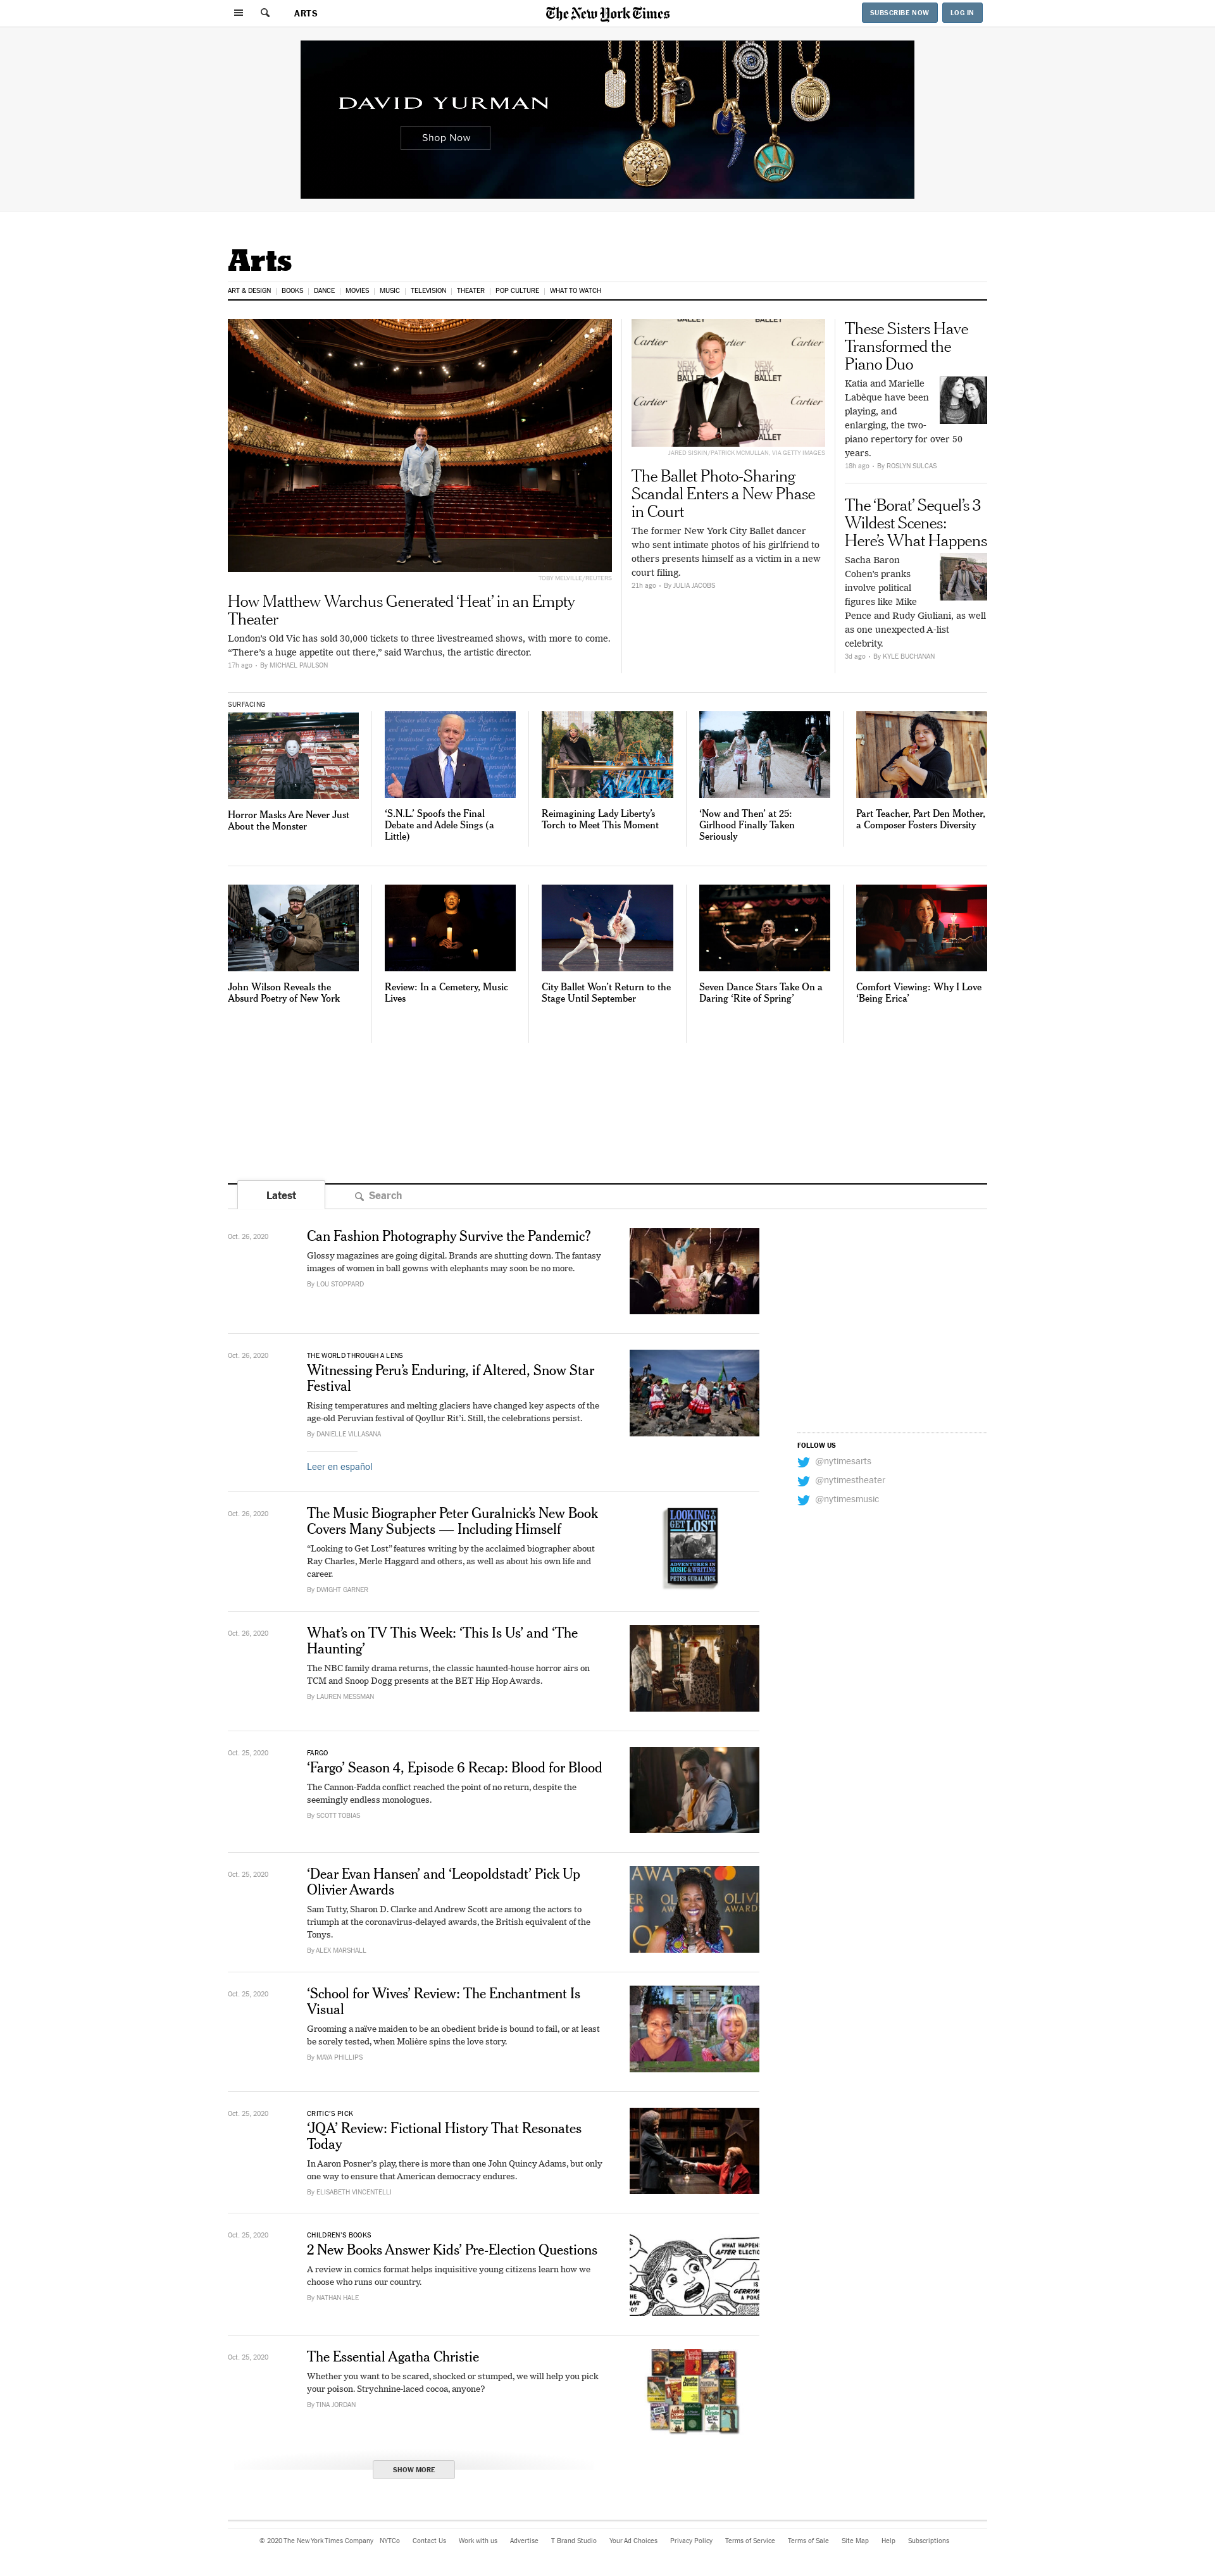 ARTS
The New York Times
SUBSCRIBE NOW
LOG IN
DAVID YURMAN
Shop Now
Arts
ART & DESIGN
BOOKS
DANCE
MOVIES
MUSIC
TELEVISION
THEATER
POP CULTURE
WHAT TO WATCH
TOBY MELVILLE/REUTERS
How Matthew Warchus Generated ‘Heat’ in an Empty
Theater
London’s Old Vic has sold 30,000 tickets to three livestreamed shows, with more to come.
“There’s a huge appetite out there,” said Warchus, the artistic director.
17h ago • By MICHAEL PAULSON
Cartier
NEW YORK CITY BALLET
JARED SISKIN/PATRICK MCMULLAN, VIA GETTY IMAGES
The Ballet Photo-Sharing
Scandal Enters a New Phase
in Court
The former New York City Ballet dancer
who sent intimate photos of his girlfriend to
others presents himself as a victim in a new
court filing.
21h ago • By JULIA JACOBS
These Sisters Have
Transformed the
Piano Duo
Katia and Marielle
Labèque have been
playing, and
enlarging, the two-
piano repertory for over 50
years.
18h ago • By ROSLYN SULCAS
The ‘Borat’ Sequel’s 3
Wildest Scenes:
Here’s What Happens
Sacha Baron
Cohen’s pranks
involve political
figures like Mike
Pence and Rudy Giuliani, as well
as one unexpected A-list
celebrity.
3d ago • By KYLE BUCHANAN
SURFACING
Horror Masks Are Never Just
About the Monster
‘S.N.L.’ Spoofs the Final
Debate and Adele Sings (a
Little)
Reimagining Lady Liberty’s
Torch to Meet This Moment
‘Now and Then’ at 25:
Girlhood Finally Taken
Seriously
Part Teacher, Part Den Mother,
a Composer Fosters Diversity
John Wilson Reveals the
Absurd Poetry of New York
Review: In a Cemetery, Music
Lives
City Ballet Won’t Return to the
Stage Until September
Seven Dance Stars Take On a
Daring ‘Rite of Spring’
Comfort Viewing: Why I Love
‘Being Erica’
Latest
Search
Oct. 26, 2020
Can Fashion Photography Survive the Pandemic?
Glossy magazines are going digital. Brands are shutting down. The fantasy
images of women in ball gowns with elephants may soon be no more.
By LOU STOPPARD
Oct. 26, 2020
THE WORLD THROUGH A LENS
Witnessing Peru’s Enduring, if Altered, Snow Star
Festival
Rising temperatures and melting glaciers have changed key aspects of the
age-old Peruvian festival of Qoyllur Rit’i. Still, the celebrations persist.
By DANIELLE VILLASANA
Leer en español
FOLLOW US
@nytimesarts
@nytimestheater
@nytimesmusic
Oct. 26, 2020
The Music Biographer Peter Guralnick’s New Book
Covers Many Subjects — Including Himself
“Looking to Get Lost” features writing by the acclaimed biographer about
Ray Charles, Merle Haggard and others, as well as about his own life and
career.
By DWIGHT GARNER
LOOKING TO
GET LOST
ADVENTURES IN
MUSIC & WRITING
PETER GURALNICK
Oct. 26, 2020
What’s on TV This Week: ‘This Is Us’ and ‘The
Haunting’
The NBC family drama returns, the classic haunted-house horror airs on
TCM and Snoop Dogg presents at the BET Hip Hop Awards.
By LAUREN MESSMAN
Oct. 25, 2020
FARGO
‘Fargo’ Season 4, Episode 6 Recap: Blood for Blood
The Cannon-Fadda conflict reached the point of no return, despite the
seemingly endless monologues.
By SCOTT TOBIAS
Oct. 25, 2020
‘Dear Evan Hansen’ and ‘Leopoldstadt’ Pick Up
Olivier Awards
Sam Tutty, Sharon D. Clarke and Andrew Scott are among the actors to
triumph at the coronavirus-delayed awards, the British equivalent of the
Tonys.
By ALEX MARSHALL
Oct. 25, 2020
‘School for Wives’ Review: The Enchantment Is
Visual
Grooming a naïve maiden to be an obedient bride is bound to fail, or at least
be sorely tested, when Molière spins the love story.
By MAYA PHILLIPS
Oct. 25, 2020
CRITIC’S PICK
‘JQA’ Review: Fictional History That Resonates
Today
In Aaron Posner’s play, there is more than one John Quincy Adams, but only
one way to ensure that American democracy endures.
By ELISABETH VINCENTELLI
Oct. 25, 2020
CHILDREN’S BOOKS
2 New Books Answer Kids’ Pre-Election Questions
A review in comics format helps inquisitive young citizens learn how we
choose who runs our country.
By NATHAN HALE
Oct. 25, 2020
The Essential Agatha Christie
Whether you want to be scared, shocked or stumped, we will help you pick
your poison. Strychnine-laced cocoa, anyone?
By TINA JORDAN
SHOW MORE
© 2020 The New York Times Company
NYTCo
Contact Us
Work with us
Advertise
T Brand Studio
Your Ad Choices
Privacy Policy
Terms of Service
Terms of Sale
Site Map
Help
Subscriptions